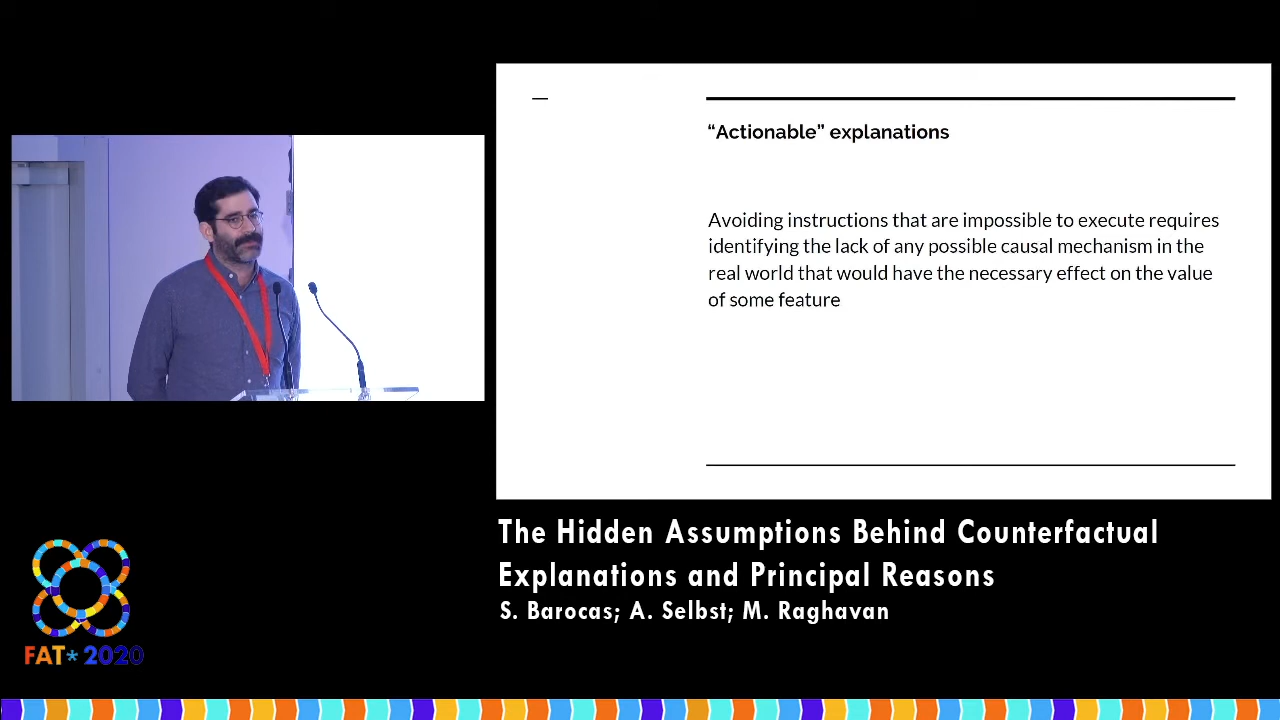 “Actionable” explanations
Avoiding instructions that are impossible to execute requires
identifying the lack of any possible causal mechanism in the
real world that would have the necessary effect on the value
of some feature
The Hidden Assumptions Behind Counterfactual
Explanations and Principal Reasons
S. Barocas; A. Selbst; M. Raghavan
FAT* 2020